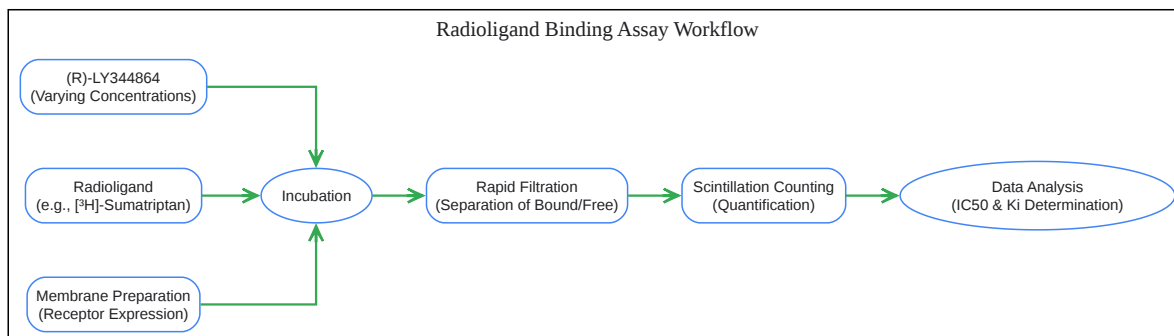 Radioligand Binding Assay Workflow
(R)-LY344864
(Varying Concentrations)
Radioligand
(e.g., [³H]-Sumatriptan)
Membrane Preparation
(Receptor Expression)
Incubation
Rapid Filtration
(Separation of Bound/Free)
Scintillation Counting
(Quantification)
Data Analysis
(IC50 & Ki Determination)